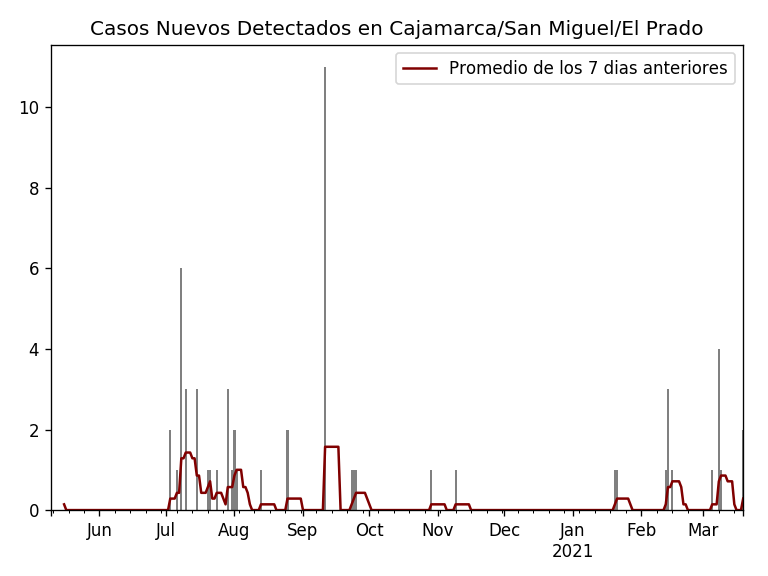 Casos Nuevos Detectados en Cajamarca/San Miguel/El Prado
Promedio de los 7 dias anteriores
10
8
6
4
2
0
Jun Jul Aug Sep Oct Nov Dec Jan Feb Mar
2021